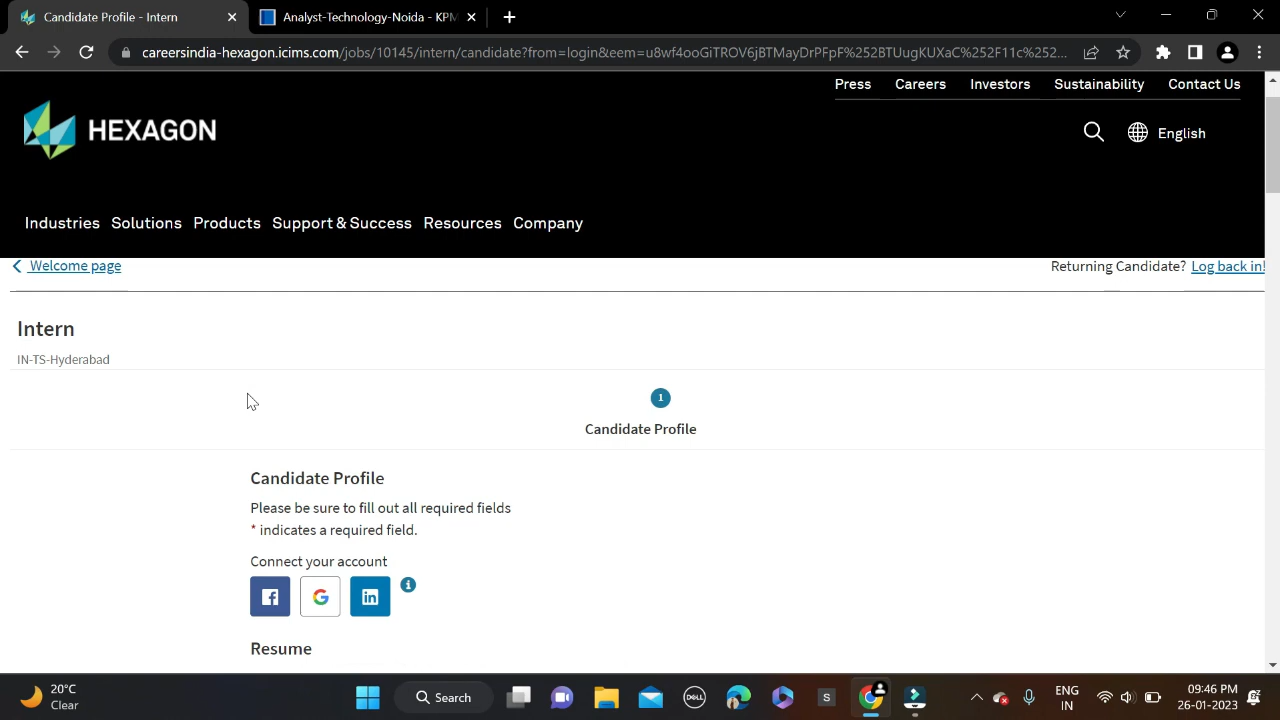 Candidate Profile - Intern
Analyst-Technology-Noida - KPM
careersindia-hexagon.icims.com/jobs/10145/intern/candidate?from=login&eem=u8wf4ooGiTROV6jBTMayDrPFpF%252BTUugKUXaC%252F11c%252...
Press Careers Investors Sustainability Contact Us
HEXAGON
English
Industries Solutions Products Support & Success Resources Company
Welcome page
Returning Candidate? Log back in!
Intern
IN-TS-Hyderabad
1
Candidate Profile
Candidate Profile
Please be sure to fill out all required fields
* indicates a required field.
Connect your account
Resume
20°C
Clear
Search
DELL
S
ENG
IN
09:46 PM
26-01-2023